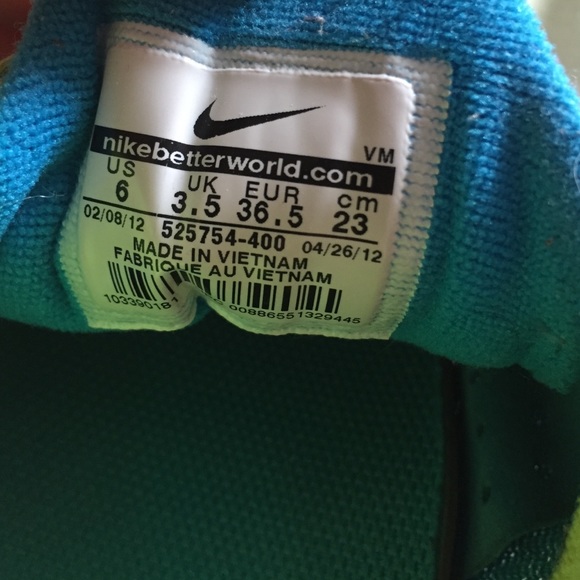 VM
nikebetterworld.com
US UK EUR cm
6 3.5 36.5 23
02/08/12 525754-400 04/26/12
MADE IN VIETNAM
FABRIQUE AU VIETNAM
00886551329445